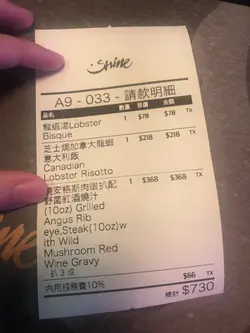 Shine
A9 - 033 - 請款明細
品名 數量 單價 金額
龍蝦湯Lobster 1 $78 $78 TX
Bisque
芝士焗加拿大龍蝦 1 $218 $218 TX
意大利飯
Canadian
Lobster Risotto
安格斯肉眼扒配 1 $368 $368 TX
野菌紅酒燒汁
(10oz) Grilled
Angus Rib
eye,Steak(10oz)w
ith Wild
Mushroom Red
Wine Gravy
扒3成
內用服務費10% $66 TX
總計: $730